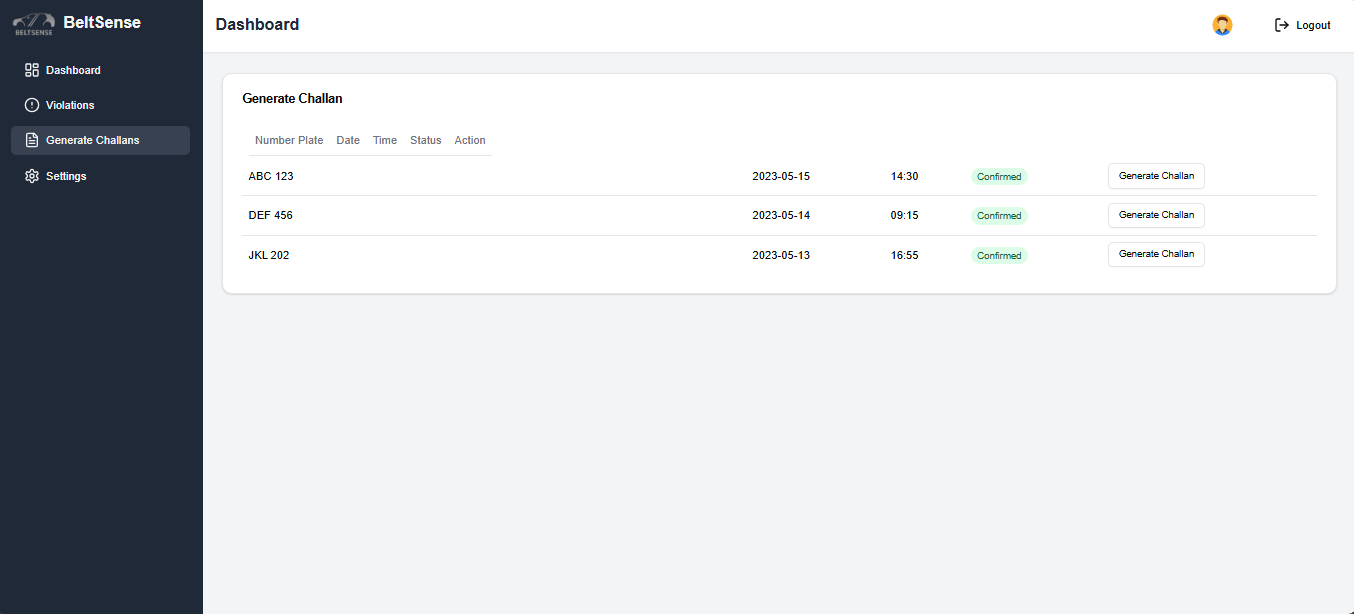 BELTSENSE
BeltSense
Dashboard
Violations
Generate Challans
Settings
Dashboard
Logout
Generate Challan
Number Plate Date Time Status Action
ABC 123 2023-05-15 14:30 Confirmed Generate Challan
DEF 456 2023-05-14 09:15 Confirmed Generate Challan
JKL 202 2023-05-13 16:55 Confirmed Generate Challan